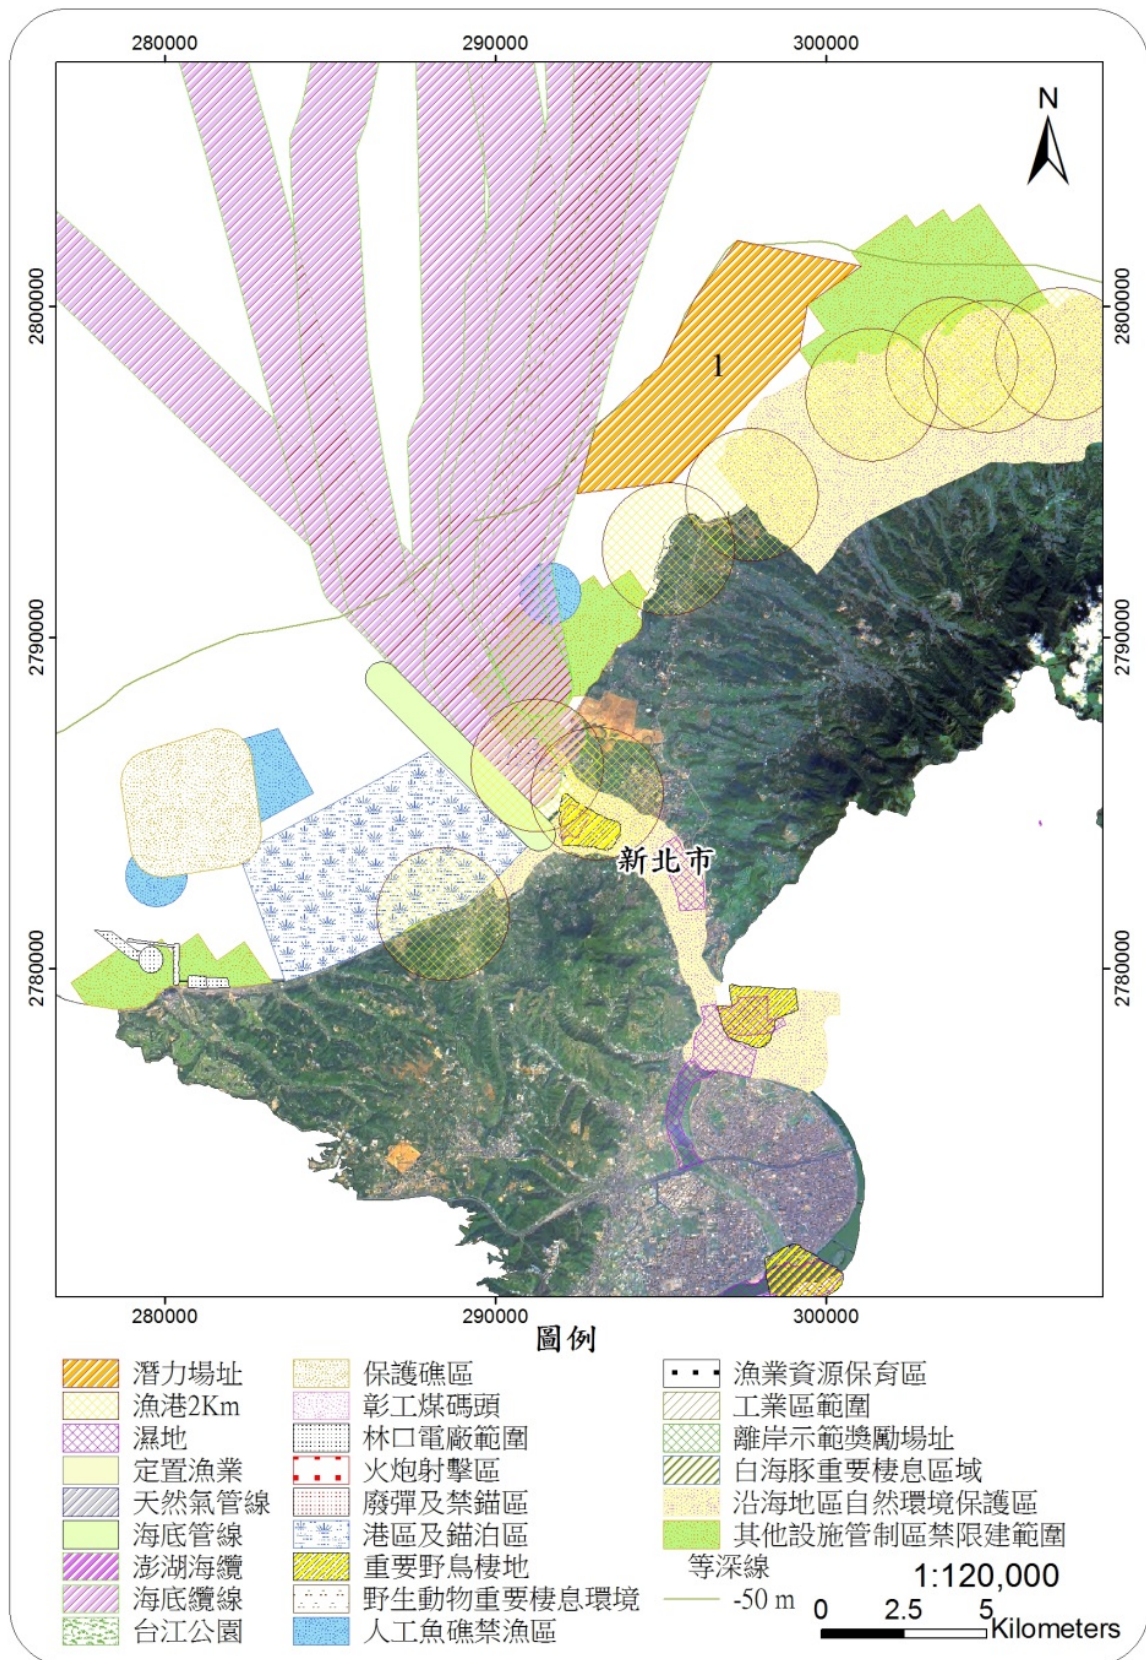 280000 290000 300000
N
2800000 2800000
1
2790000 2790000
新北市
2780000 2780000
280000 290000 300000
圖例
潛力場址
漁港2Km
濕地
定置漁業
天然氣管線
海底管線
澎湖海纜
海底纜線
台江公園
保護礁區
彰工煤碼頭
林口電廠範圍
火炮射擊區
廢彈及禁錨區
港區及錨泊區
重要野鳥棲地
野生動物重要棲息環境
人工魚礁禁漁區
漁業資源保育區
工業區範圍
離岸示範獎勵場址
白海豚重要棲息區域
沿海地區自然環境保護區
其他設施管制區禁限建範圍
等深線
-50 m
1:120,000
0 2.5 5
Kilometers